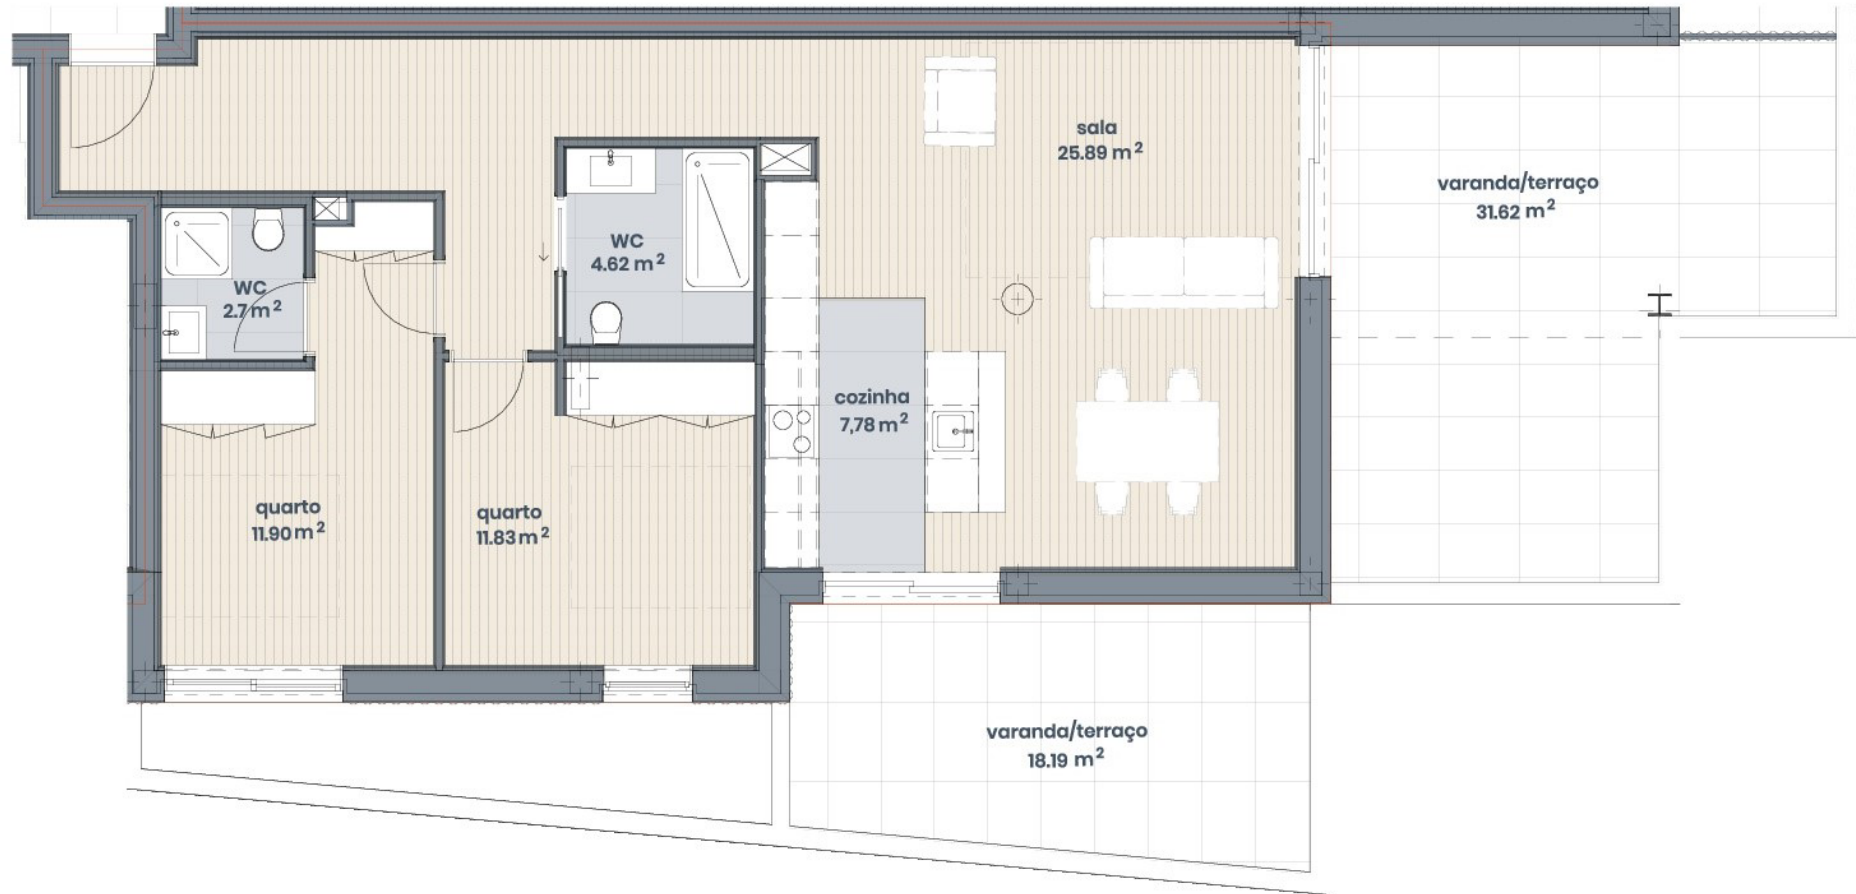 sala
25.89 m²
varanda/terraço
31.62 m²
WC
4.62 m²
WC
2.7 m²
cozinha
7,78 m²
quarto
11.90 m²
quarto
11.83 m²
varanda/terraço
18.19 m²